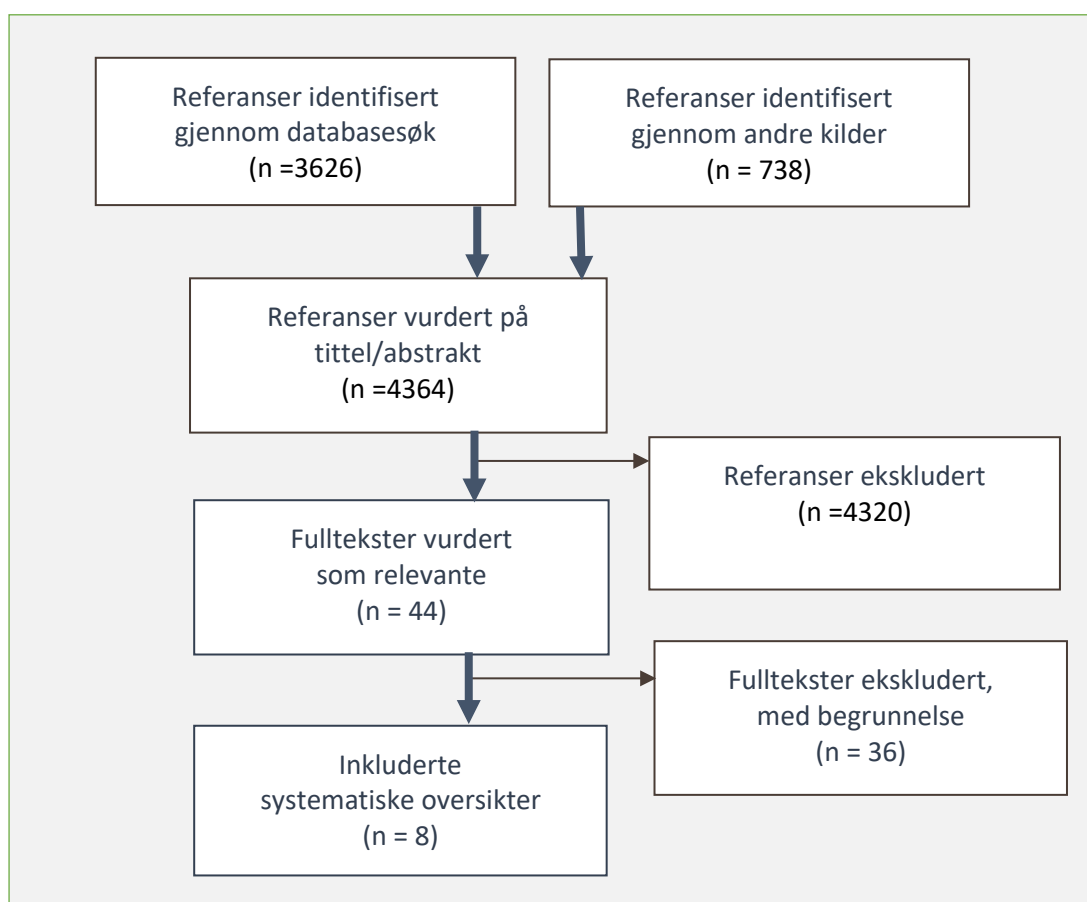 Referanser identifisert
gjennom databasesøk
(n =3626)
Referanser identifisert
gjennom andre kilder
(n = 738)
Referanser vurdert på
tittel/abstrakt
(n =4364)
Referanser ekskludert
(n =4320)
Fulltekster vurdert
som relevante
(n = 44)
Fulltekster ekskludert,
med begrunnelse
(n = 36)
Inkluderte
systematiske oversikter
(n = 8)